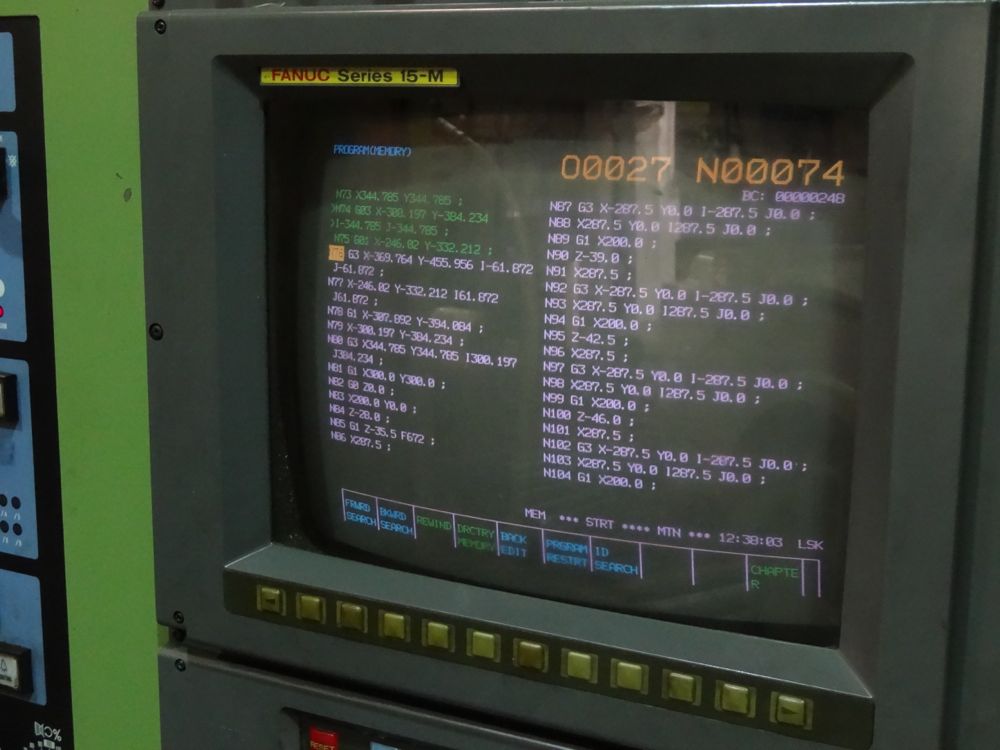 FANUC Series 15-M
PROGRAM(MEMORY)
O0027 N00074
BC: 00000248
N73 X344.785 Y344.785 ;
>N74 G03 X-300.197 Y-384.234
>I-344.785 J-344.785 ;
N75 G01 X-246.02 Y-332.212 ;
N76 G3 X-369.764 Y-455.956 I-61.872
J-61.872 ;
N77 X-246.02 Y-332.212 I61.872
J61.872 ;
N78 G1 X-307.892 Y-394.084 ;
N79 X-300.197 Y-384.234 ;
N80 G3 X344.785 Y344.785 I300.197
J384.234 ;
N81 G1 X300.0 Y300.0 ;
N82 G0 Z0.0 ;
N83 X200.0 Y0.0 ;
N84 Z-28.0 ;
N85 G1 Z-35.5 F672 ;
N86 X287.5 ;
N87 G3 X-287.5 Y0.0 I-287.5 J0.0 ;
N88 X287.5 Y0.0 I287.5 J0.0 ;
N89 G1 X200.0 ;
N90 Z-39.0 ;
N91 X287.5 ;
N92 G3 X-287.5 Y0.0 I-287.5 J0.0 ;
N93 X287.5 Y0.0 I287.5 J0.0 ;
N94 G1 X200.0 ;
N95 Z-42.5 ;
N96 X287.5 ;
N97 G3 X-287.5 Y0.0 I-287.5 J0.0 ;
N98 X287.5 Y0.0 I287.5 J0.0 ;
N99 G1 X200.0 ;
N100 Z-46.0 ;
N101 X287.5 ;
N102 G3 X-287.5 Y0.0 I-287.5 J0.0 ;
N103 X287.5 Y0.0 I287.5 J0.0 ;
N104 G1 X200.0 ;
MEM *** STRT **** MTN *** 12:38:03 LSK
FRWRD
SEARCH
BKWRD
SEARCH
REWIND
DRCTRY
MEMORY
BACK
EDIT
PRGRAM
RESTRT
ID
SEARCH
CHAPTE
R
RESET
%